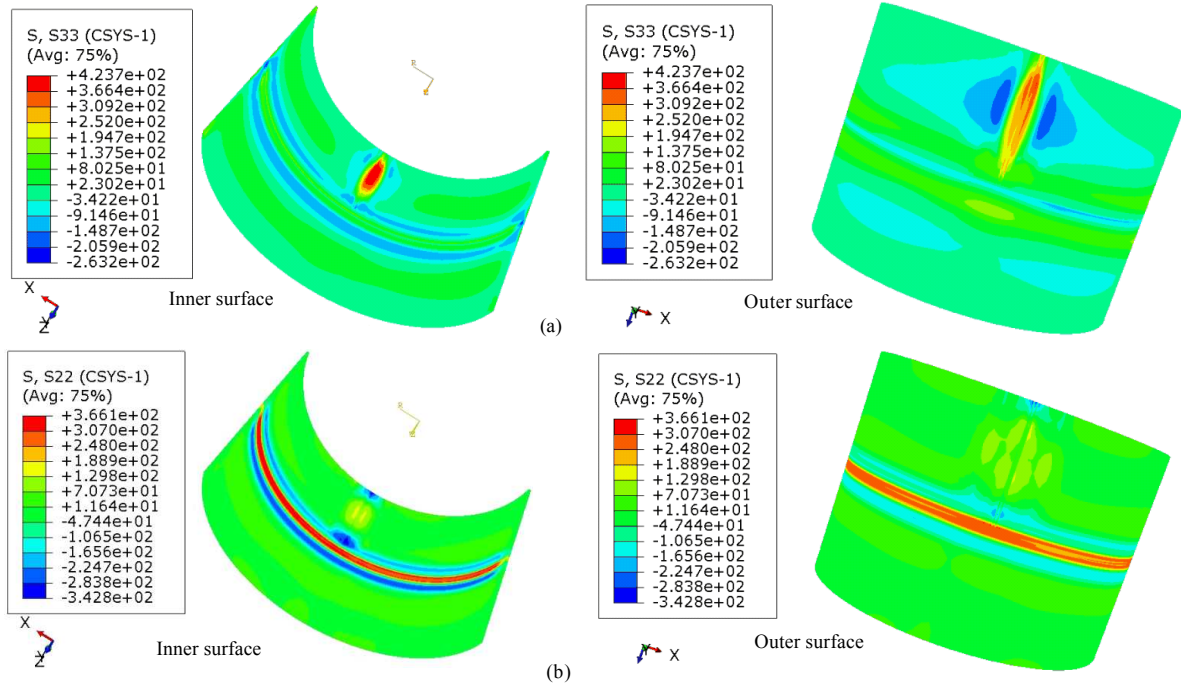 S, S33 (CSYS-1)
(Avg: 75%)
+4.237e+02
+3.664e+02
+3.092e+02
+2.520e+02
+1.947e+02
+1.375e+02
+8.025e+01
+2.302e+01
-3.422e+01
-9.146e+01
-1.487e+02
-2.059e+02
-2.632e+02
X
Z
Y
Inner surface
S, S33 (CSYS-1)
(Avg: 75%)
+4.237e+02
+3.664e+02
+3.092e+02
+2.520e+02
+1.947e+02
+1.375e+02
+8.025e+01
+2.302e+01
-3.422e+01
-9.146e+01
-1.487e+02
-2.059e+02
-2.632e+02
Y
X
Outer surface
(a)
S, S22 (CSYS-1)
(Avg: 75%)
+3.661e+02
+3.070e+02
+2.480e+02
+1.889e+02
+1.298e+02
+7.073e+01
+1.164e+01
-4.744e+01
-1.065e+02
-1.656e+02
-2.247e+02
-2.838e+02
-3.428e+02
X
Z
Y
Inner surface
S, S22 (CSYS-1)
(Avg: 75%)
+3.661e+02
+3.070e+02
+2.480e+02
+1.889e+02
+1.298e+02
+7.073e+01
+1.164e+01
-4.744e+01
-1.065e+02
-1.656e+02
-2.247e+02
-2.838e+02
-3.428e+02
Y
X
Outer surface
(b)